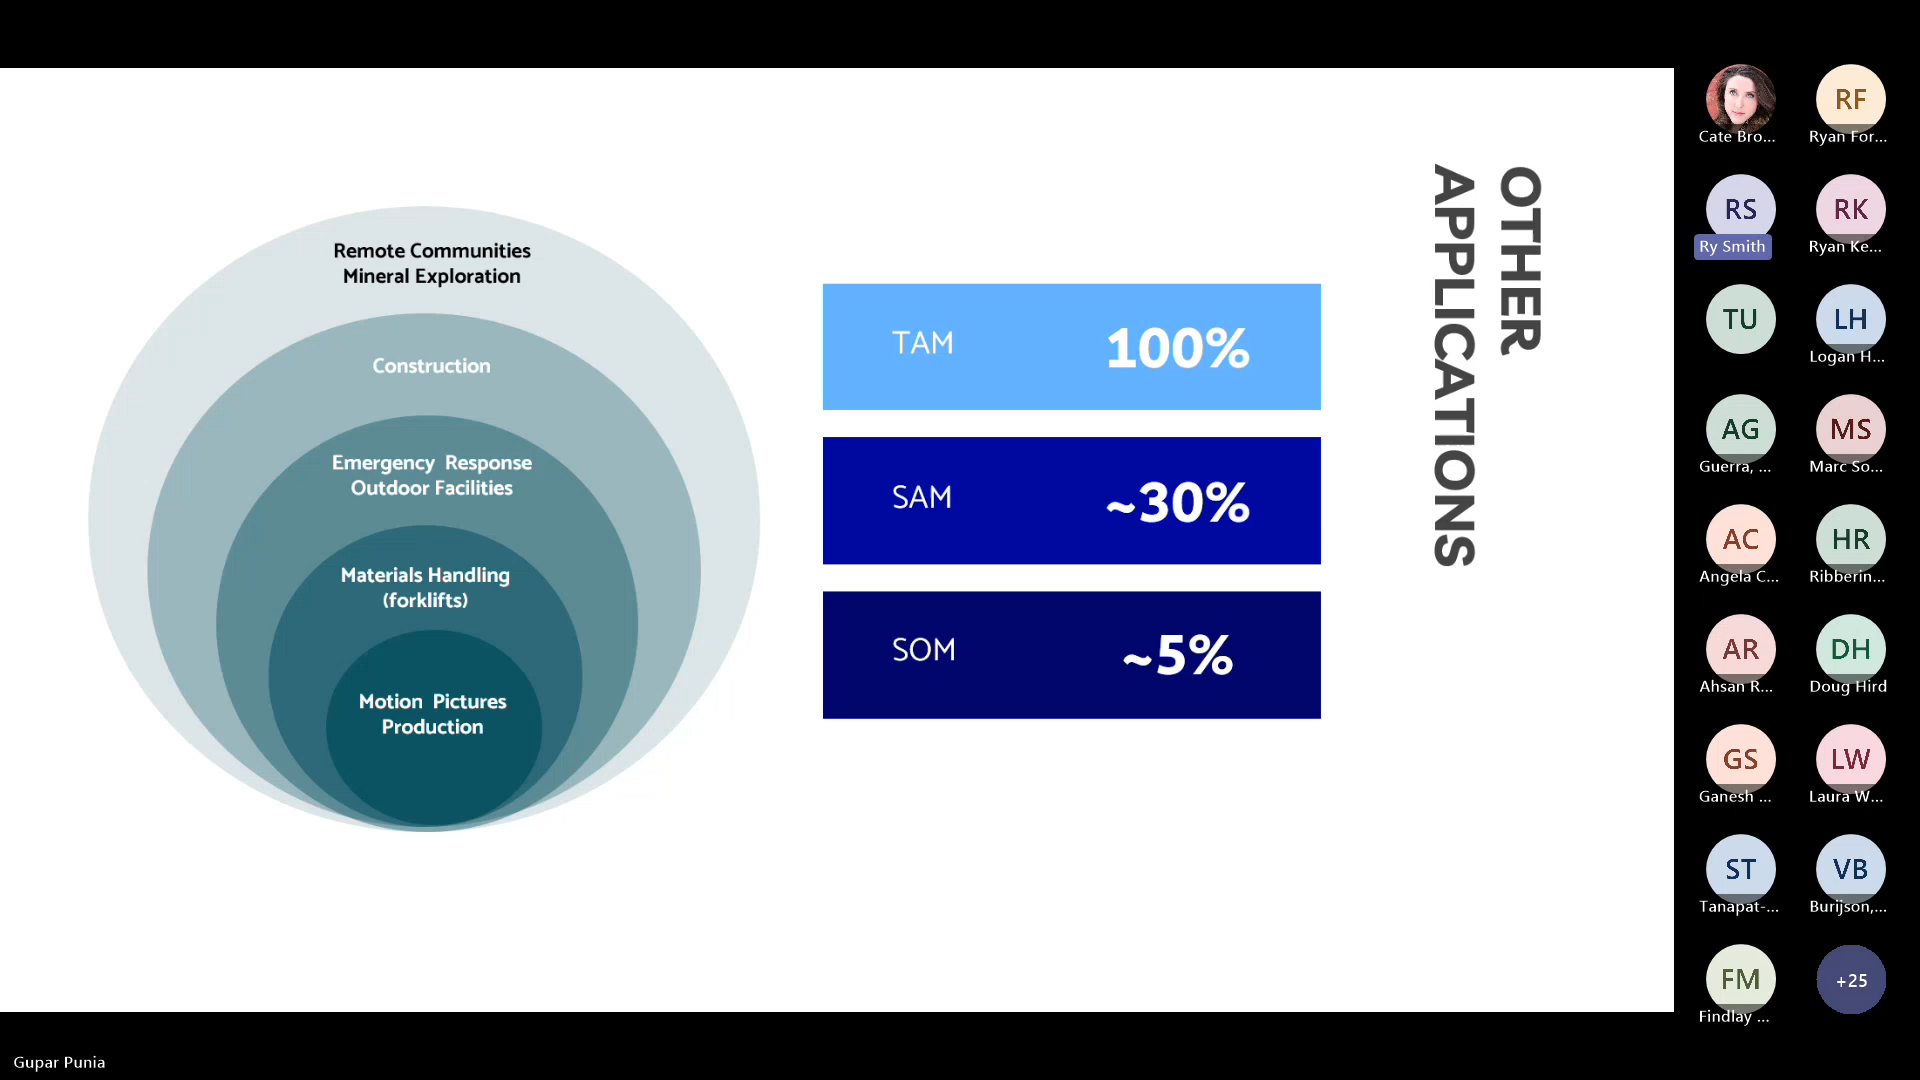 Remote Communities
Mineral Exploration
Construction
Emergency Response
Outdoor Facilities
Materials Handling
(forklifts)
Motion Pictures
Production
TAM 100%
SAM ~30%
SOM ~5%
OTHER
APPLICATIONS
Cate Bro...
RF
Ryan For...
RS
Ry Smith
RK
Ryan Ke...
TU
LH
Logan H...
AG
Guerra, ...
MS
Marc So...
AC
Angela C...
HR
Ribberin...
AR
Ahsan R...
DH
Doug Hird
GS
Ganesh ...
LW
Laura W...
ST
Tanapat-...
VB
Burijson,...
FM
Findlay ...
+25
Gupar Punia